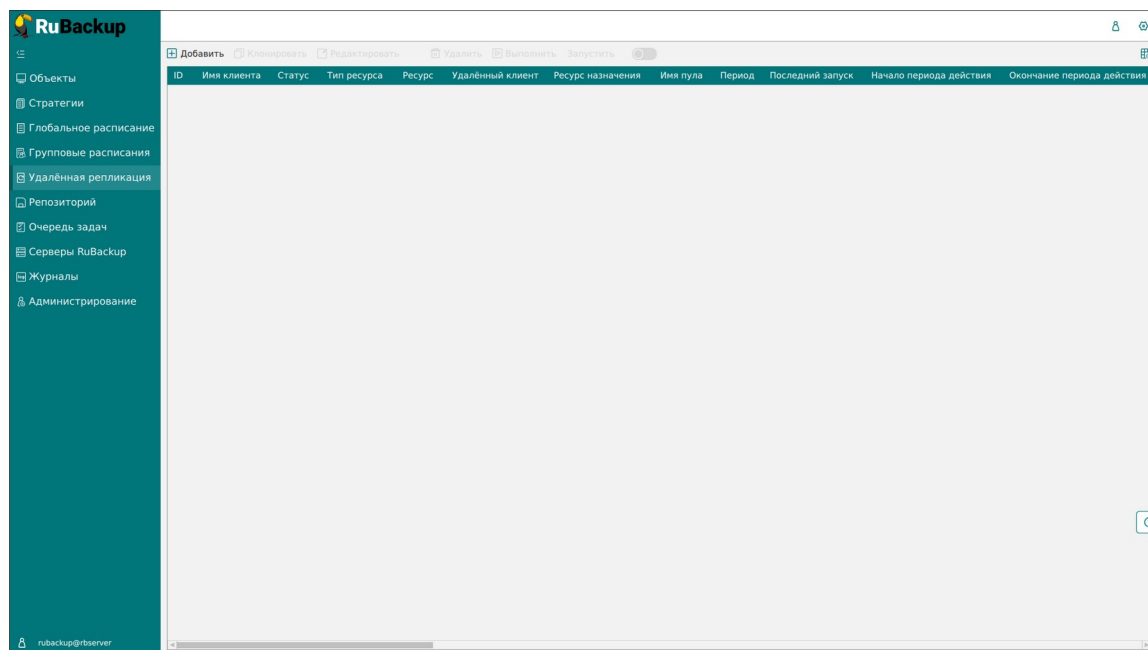 RuBackup
Добавить Клонировать Редактировать Удалить Выполнить Запустить
ID Имя клиента Статус Тип ресурса Ресурс Удалённый клиент Ресурс назначения Имя пула Период Последний запуск Начало периода действия Окончание периода действия
Объекты
Стратегии
Глобальное расписание
Групповые расписания
Удалённая репликация
Репозиторий
Очередь задач
Серверы RuBackup
Журналы
Администрирование
rubackup@rbserver